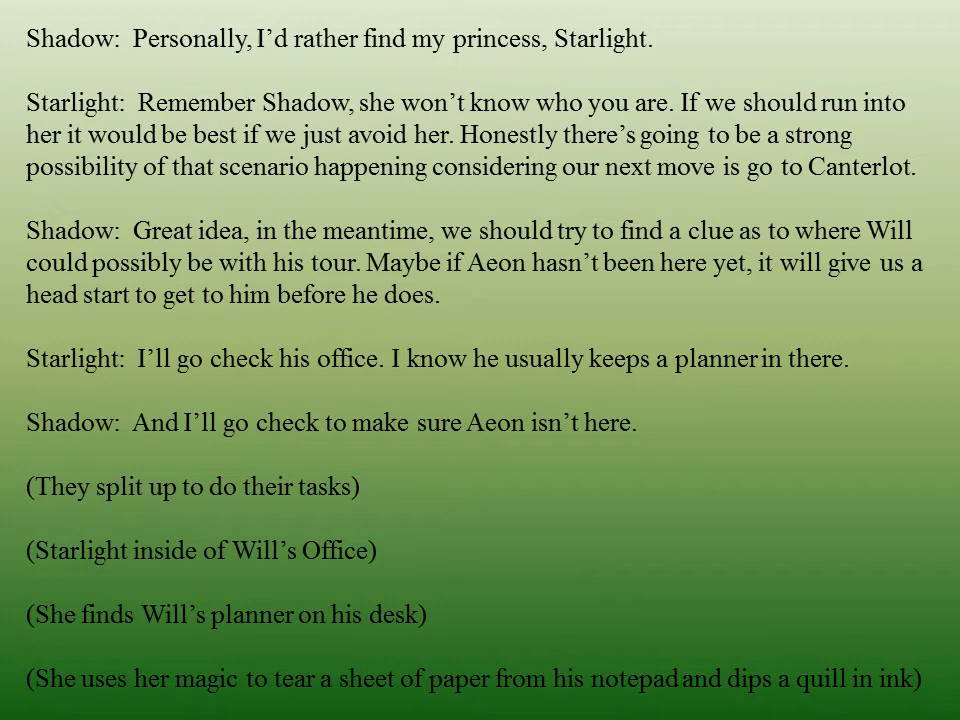 Shadow:  Personally, I’d rather find my princess, Starlight.
Starlight:  Remember Shadow, she won’t know who you are. If we should run into
her it would be best if we just avoid her. Honestly there’s going to be a strong
possibility of that scenario happening considering our next move is go to Canterlot.
Shadow:  Great idea, in the meantime, we should try to find a clue as to where Will
could possibly be with his tour. Maybe if Aeon hasn’t been here yet, it will give us a
head start to get to him before he does.
Starlight:  I’ll go check his office. I know he usually keeps a planner in there.
Shadow:  And I’ll go check to make sure Aeon isn’t here.
(They split up to do their tasks)
(Starlight inside of Will’s Office)
(She finds Will’s planner on his desk)
(She uses her magic to tear a sheet of paper from his notepad and dips a quill in ink)